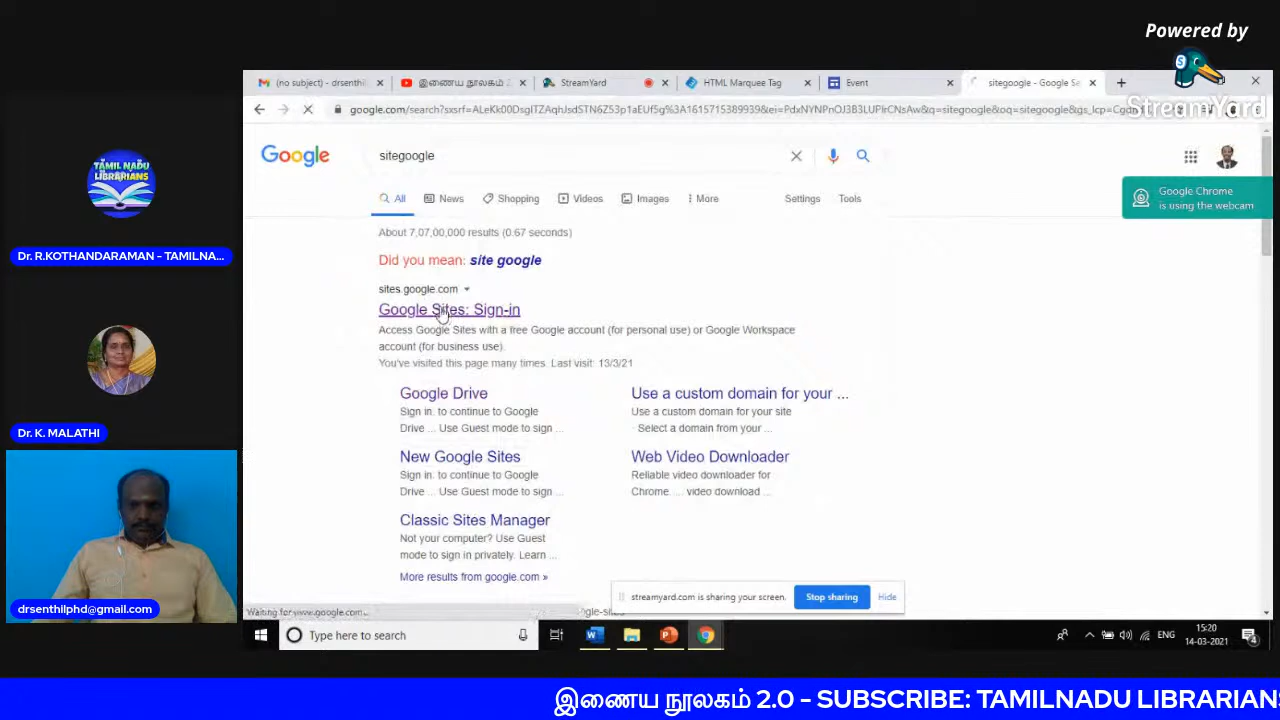 Powered by
StreamYard
(no subject) - drsenthil
இணைய நூலகம் 2.
StreamYard
HTML Marquee Tag
Event
sitegoogle - Google Se
sitegoogle
Google
All
News
Shopping
Videos
Images
More
Settings
Tools
Google Chrome
is using the webcam
About 7,07,00,000 results (0.67 seconds)
Did you mean: site google
sites.google.com
Google Sites: Sign-in
Access Google Sites with a free Google account (for personal use) or Google Workspace
account (for business use).
You've visited this page many times. Last visit: 13/3/21
Google Drive
Sign in. to continue to Google
Drive ... Use Guest mode to sign ...
Use a custom domain for your ...
Use a custom domain for your site
· Select a domain from your ...
New Google Sites
Sign in. to continue to Google
Drive ... Use Guest mode to sign ...
Web Video Downloader
Reliable video downloader for
Chrome. ... video download ...
Classic Sites Manager
Not your computer? Use Guest
mode to sign in privately. Learn ...
More results from google.com »
streamyard.com is sharing your screen.
Stop sharing
Hide
Waiting for www.google.com...
Type here to search
ENG
15:20
14-03-2021
TAMIL NADU
LIBRARIANS
Dr. R.KOTHANDARAMAN - TAMILNA...
Dr. K. MALATHI
drsenthilphd@gmail.com
இணைய நூலகம் 2.0 - SUBSCRIBE: TAMILNADU LIBRARIANS